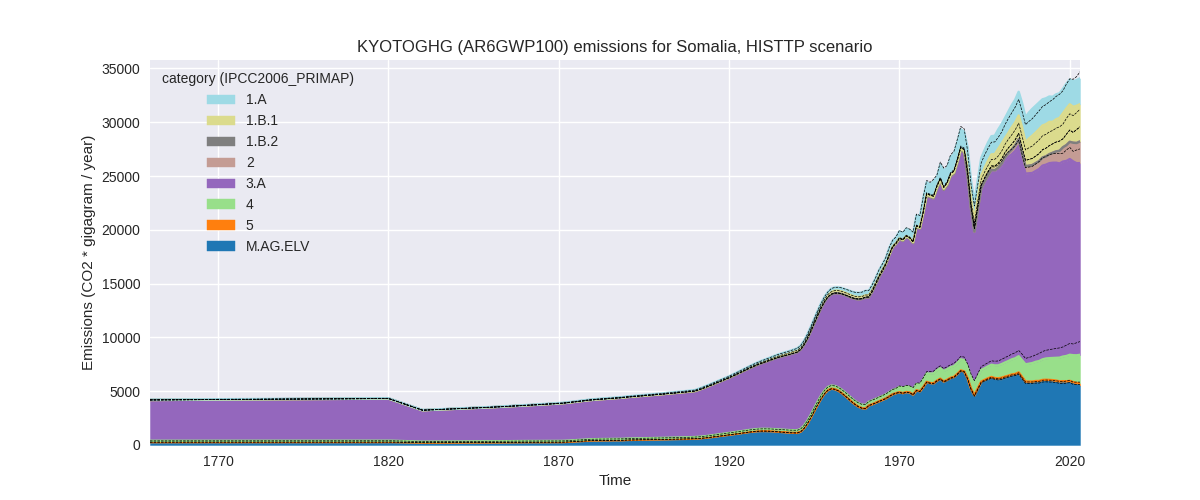 KYOTOGHG (AR6GWP100) emissions for Somalia, HISTTP scenario
Emissions (CO2 * gigagram / year)
35000
30000
25000
20000
15000
10000
5000
0
category (IPCC2006_PRIMAP)
1.A
1.B.1
1.B.2
2
3.A
4
5
M.AG.ELV
1770 1820 1870 1920 1970 2020
Time